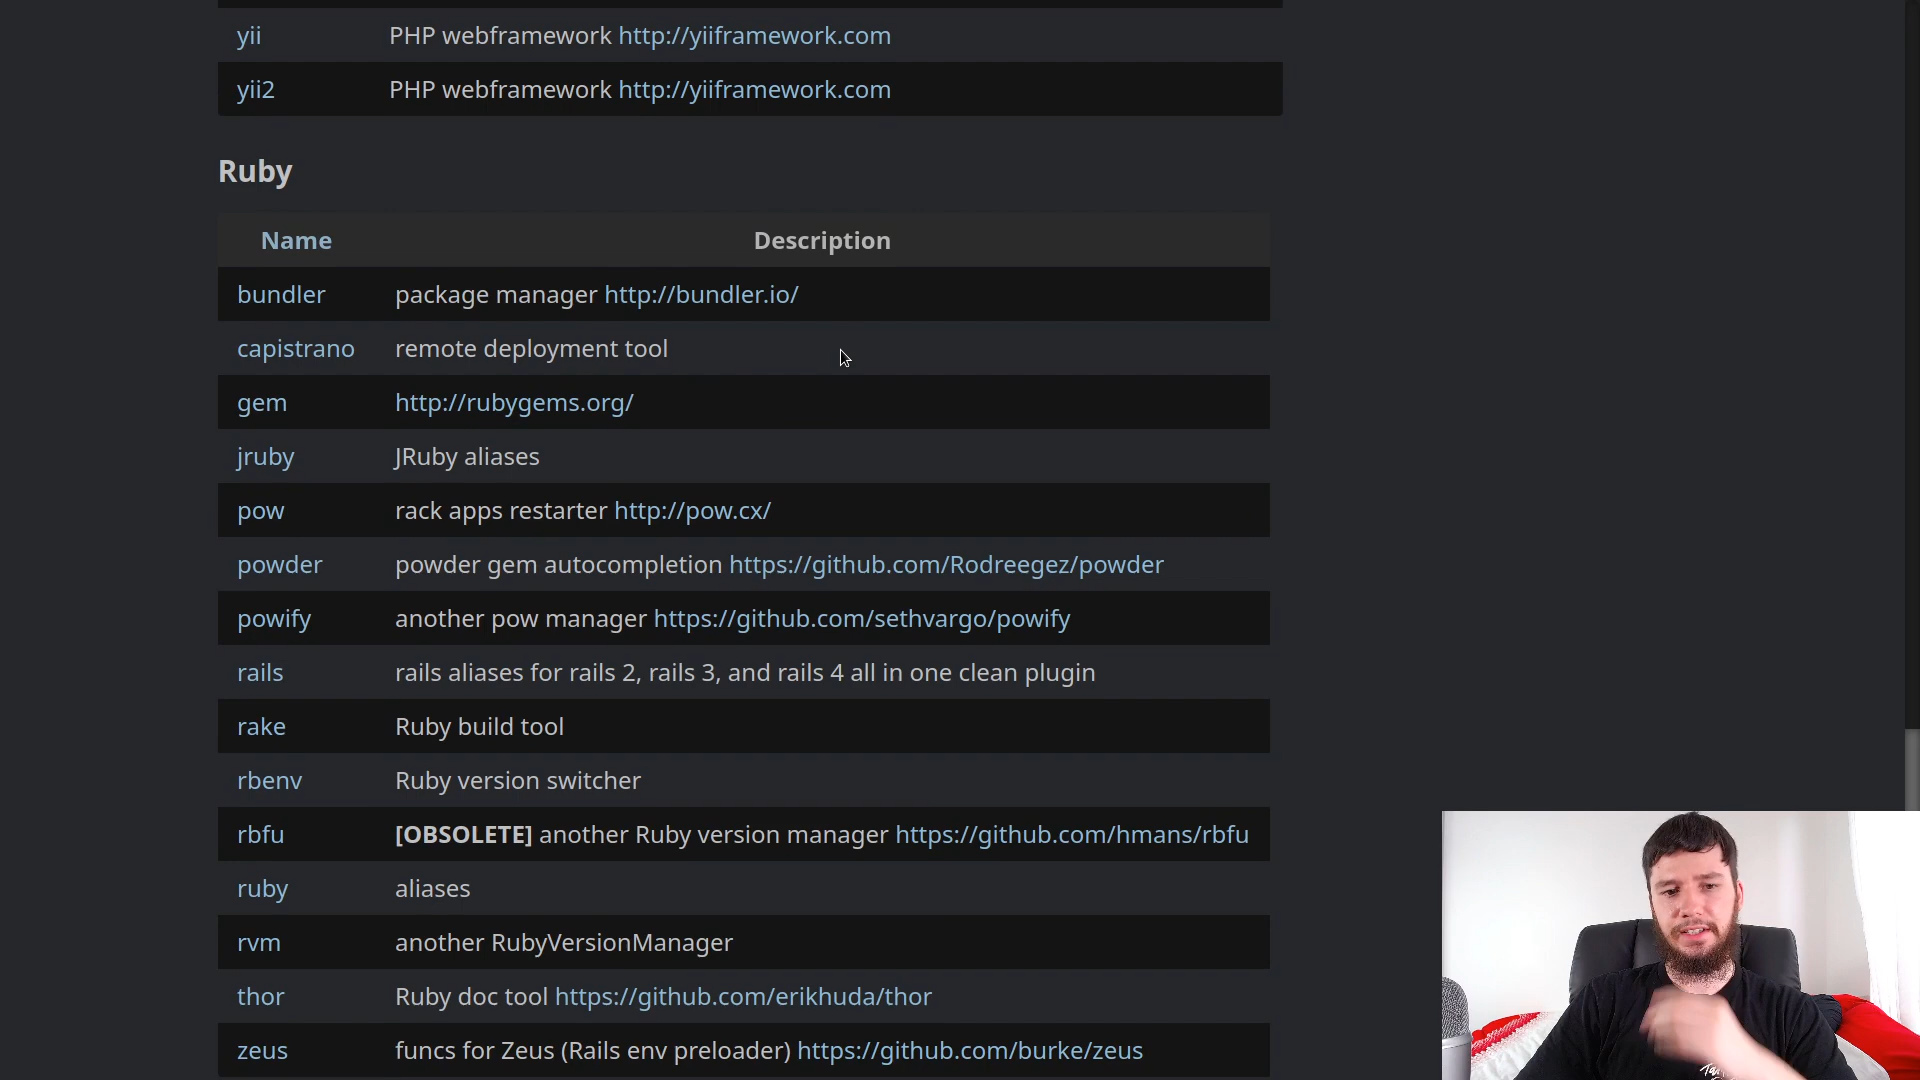 yii PHP webframework http://yiiframework.com
yii2 PHP webframework http://yiiframework.com
Ruby
Name Description
bundler package manager http://bundler.io/
capistrano remote deployment tool
gem http://rubygems.org/
jruby JRuby aliases
pow rack apps restarter http://pow.cx/
powder powder gem autocompletion https://github.com/Rodreegez/powder
powify another pow manager https://github.com/sethvargo/powify
rails rails aliases for rails 2, rails 3, and rails 4 all in one clean plugin
rake Ruby build tool
rbenv Ruby version switcher
rbfu [OBSOLETE] another Ruby version manager https://github.com/hmans/rbfu
ruby aliases
rvm another RubyVersionManager
thor Ruby doc tool https://github.com/erikhuda/thor
zeus funcs for Zeus (Rails env preloader) https://github.com/burke/zeus